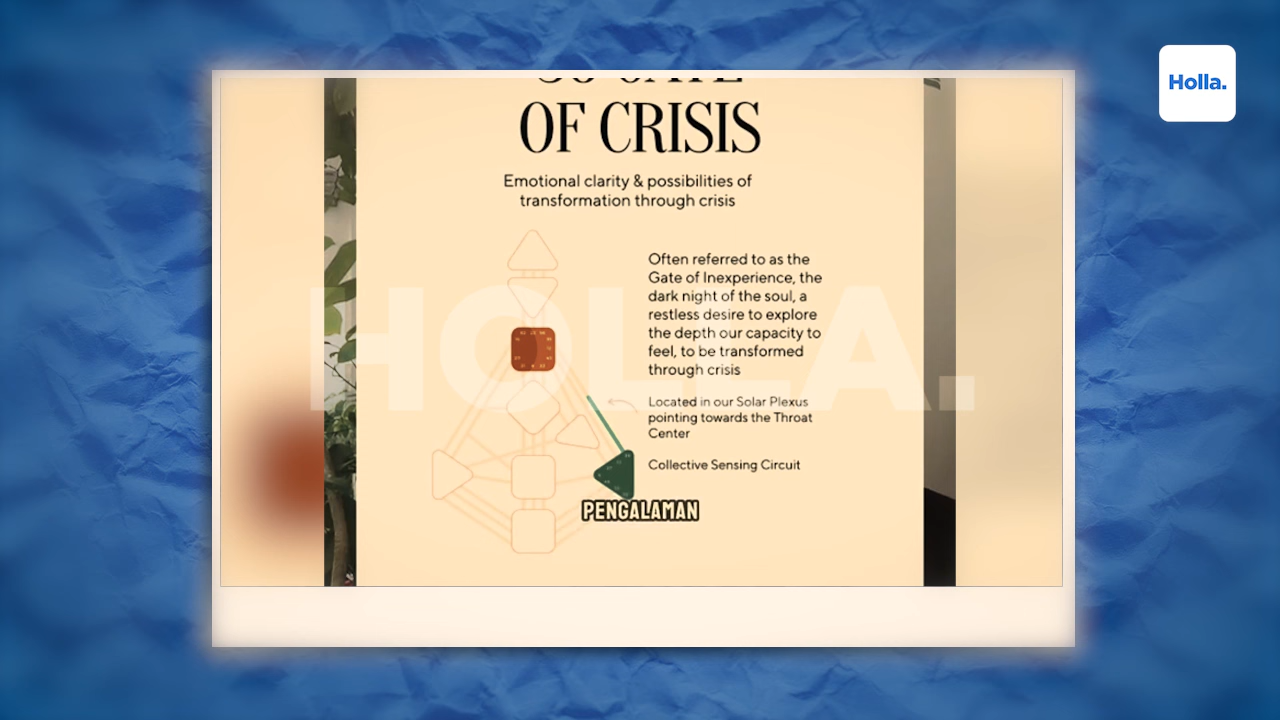 Holla.
OF CRISIS
Emotional clarity & possibilities of
transformation through crisis
Often referred to as the
Gate of Inexperience, the
dark night of the soul, a
restless desire to explore
the depth our capacity to
feel, to be transformed
through crisis
HOLLA.
Located in our Solar Plexus
pointing towards the Throat
Center
Collective Sensing Circuit
PENGALAMAN